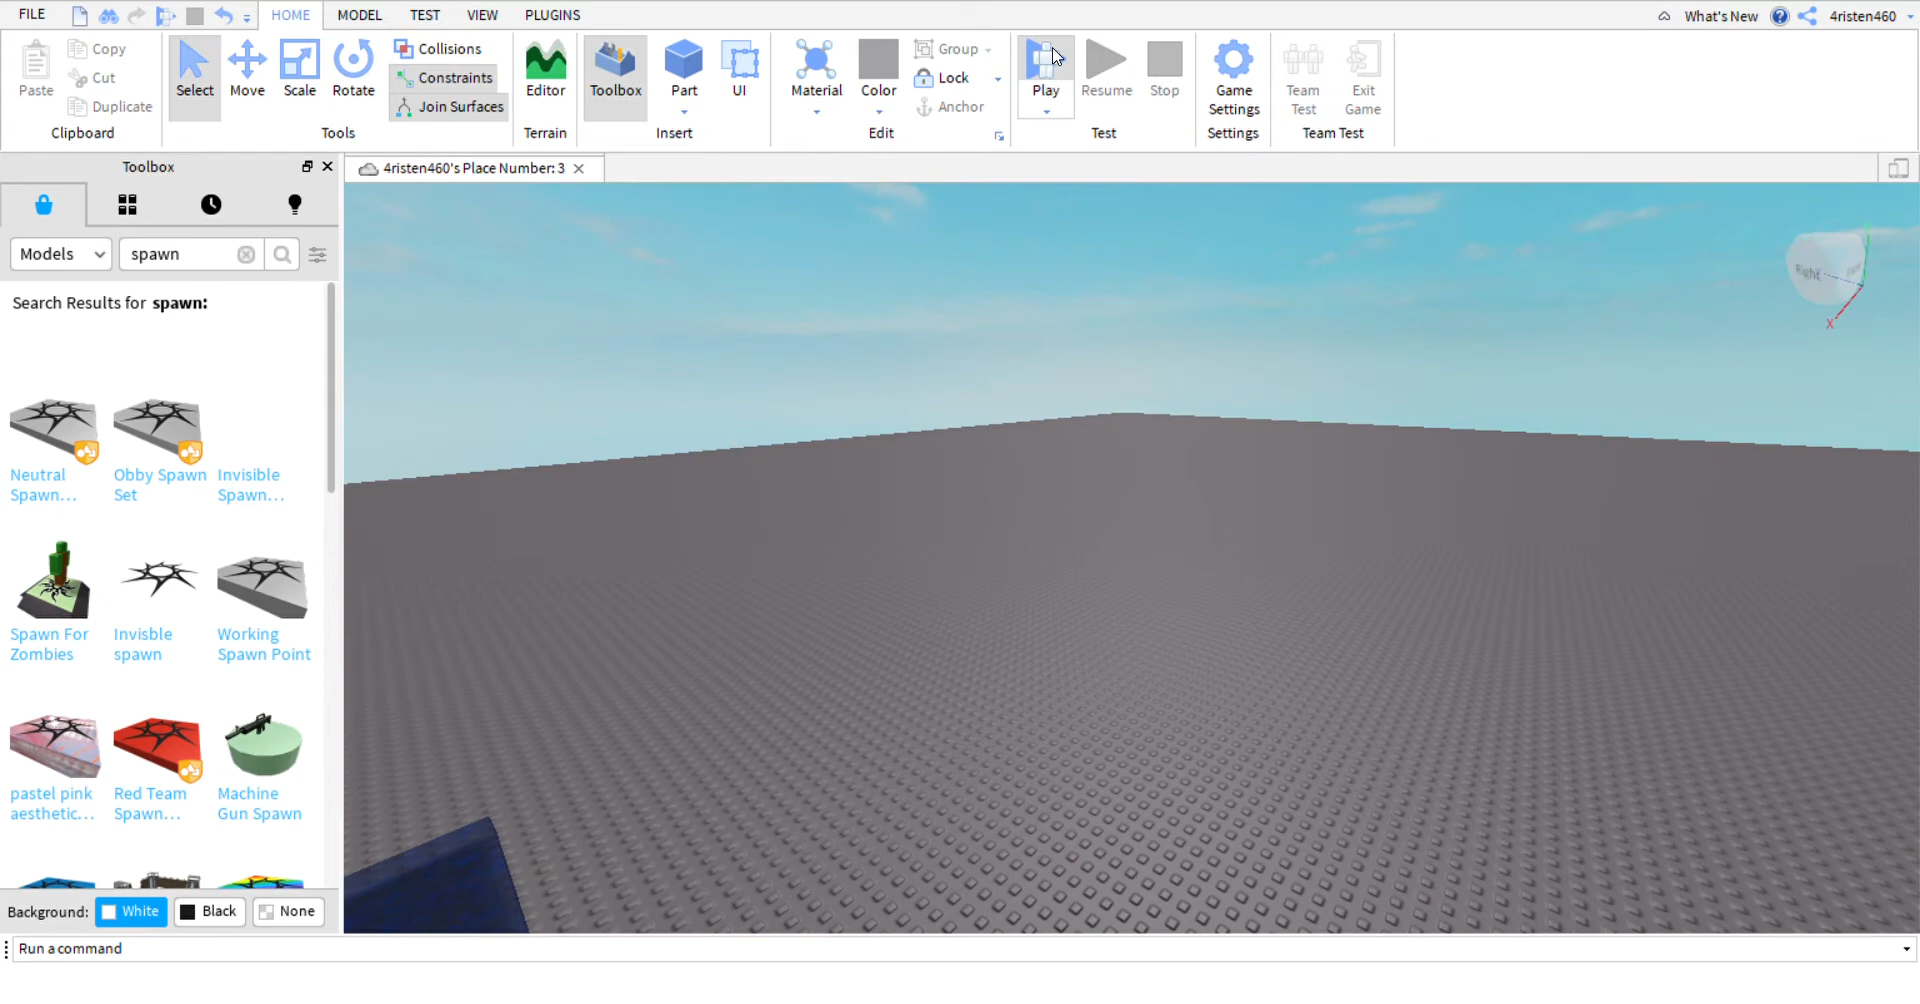 FILE HOME MODEL TEST VIEW PLUGINS What's New 4risten460
Paste Copy Cut Duplicate
Select Move Scale Rotate
Collisions
Constraints
Join Surfaces
Editor
Toolbox Part UI
Material Color Group Lock Anchor
Play Resume Stop
Game Settings
Team Test
Exit Game
Clipboard Tools Terrain Insert Edit Test Settings Team Test
Toolbox
4risten460's Place Number: 3
Models spawn
Search Results for spawn:
Neutral Obby Spawn Invisible
Spawn... Set Spawn...
Spawn For Invisble Working
Zombies spawn Spawn Point
pastel pink Red Team Machine
aesthetic... Spawn... Gun Spawn
Background: White Black None
Right
X
Run a command